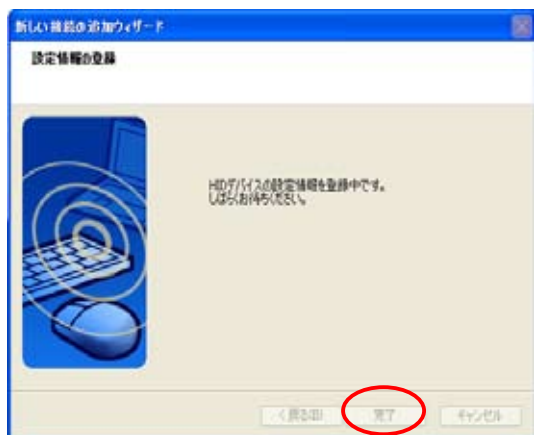 新しい接続の追加ウィザード
設定情報の登録
HIDデバイスの設定情報を登録中です。
しばらくお待ちください。
< 戻る(B)
完了
キャンセル